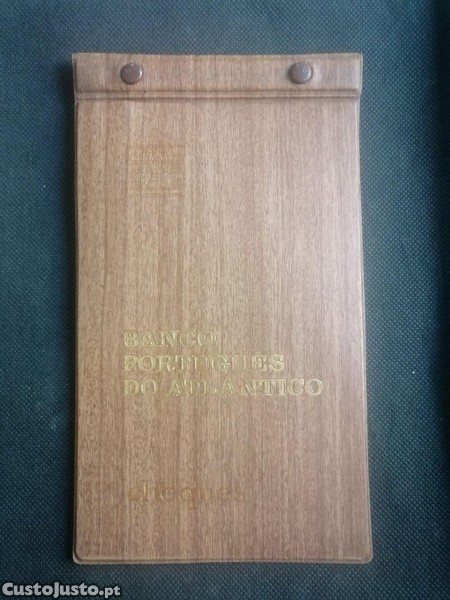 BANCO
PORTUGUES
DO ATLANTICO
cheques
CustoJusto.pt